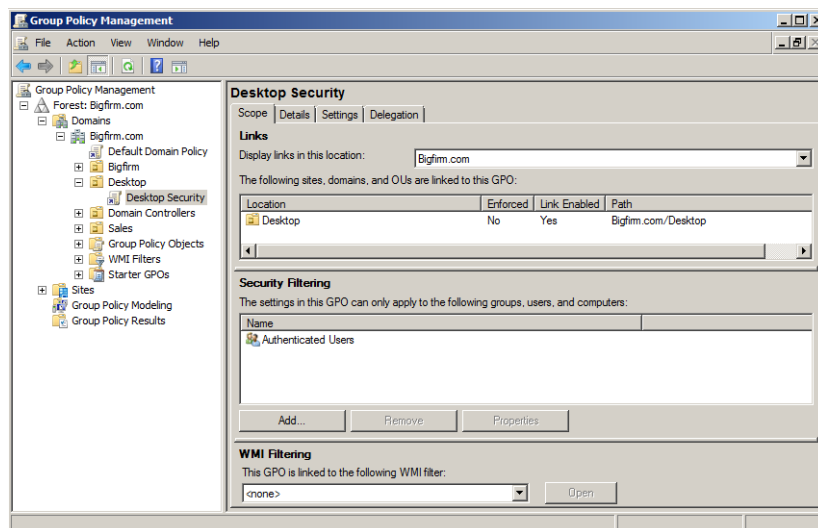 Group Policy Management
File Action View Window Help
Group Policy Management
Forest: Bigfirm.com
Domains
Bigfirm.com
Default Domain Policy
Bigfirm
Desktop
Desktop Security
Domain Controllers
Sales
Group Policy Objects
WMI Filters
Starter GPOs
Sites
Group Policy Modeling
Group Policy Results
Desktop Security
Scope Details Settings Delegation
Links
Display links in this location: Bigfirm.com
The following sites, domains, and OUs are linked to this GPO:
Location Enforced Link Enabled Path
Desktop No Yes Bigfirm.com/Desktop
Security Filtering
The settings in this GPO can only apply to the following groups, users, and computers:
Name
Authenticated Users
Add... Remove Properties
WMI Filtering
This GPO is linked to the following WMI filter:
<none> Open